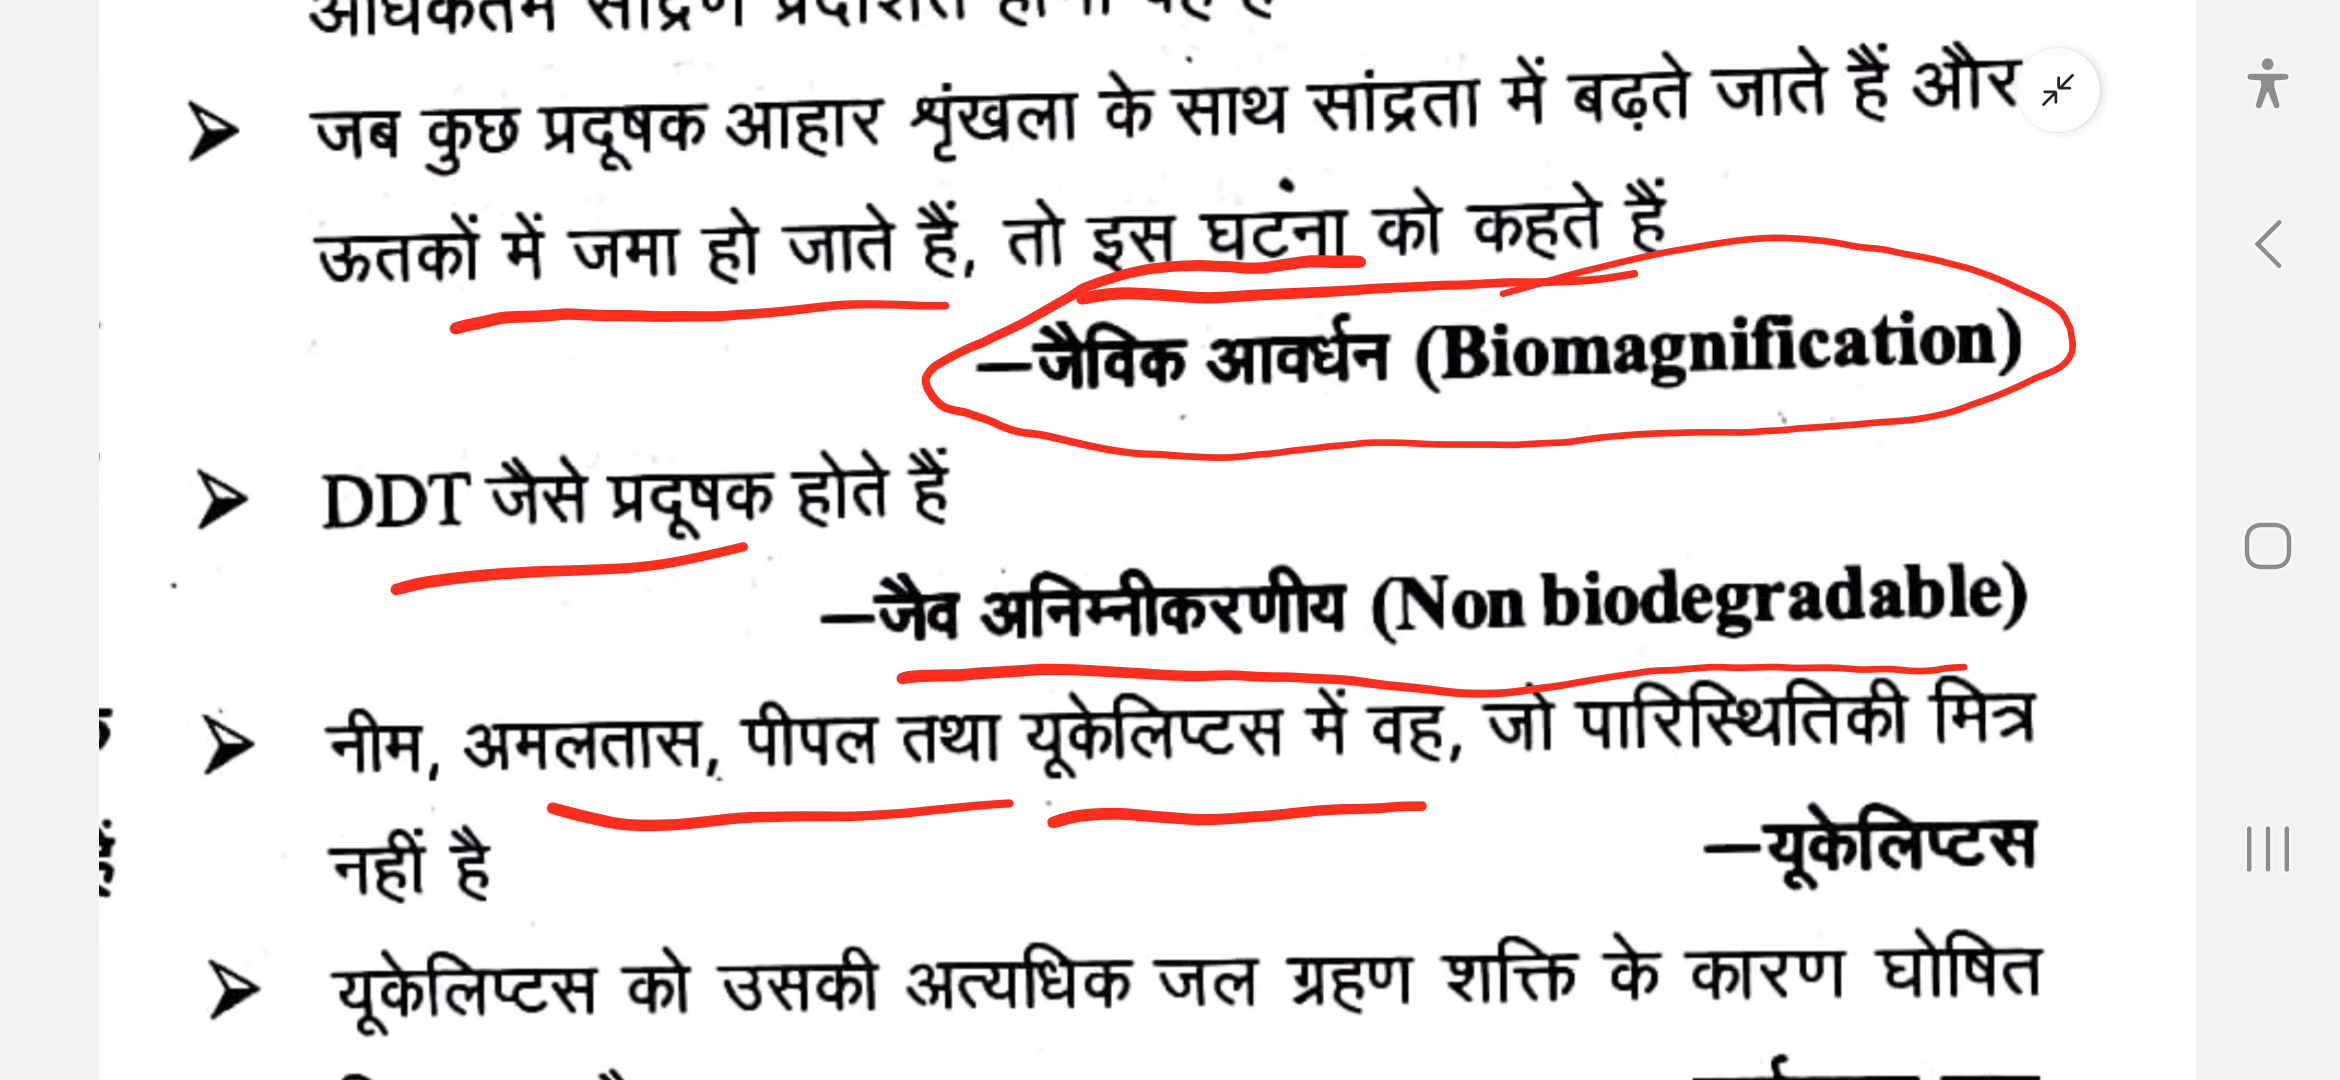 जब कुछ प्रदूषक आहार शृंखला के साथ सांद्रता में बढ़ते जाते हैं और
ऊतकों में जमा हो जाते हैं, तो इस घटना को कहते हैं
—जैविक आवर्धन (Biomagnification)
DDT जैसे प्रदूषक होते हैं
—जैव अनिम्नीकरणीय (Non biodegradable)
नीम, अमलतास, पीपल तथा यूकेलिप्टस में वह, जो पारिस्थितिकी मित्र
नहीं है —यूकेलिप्टस
यूकेलिप्टस को उसकी अत्यधिक जल ग्रहण शक्ति के कारण घोषित